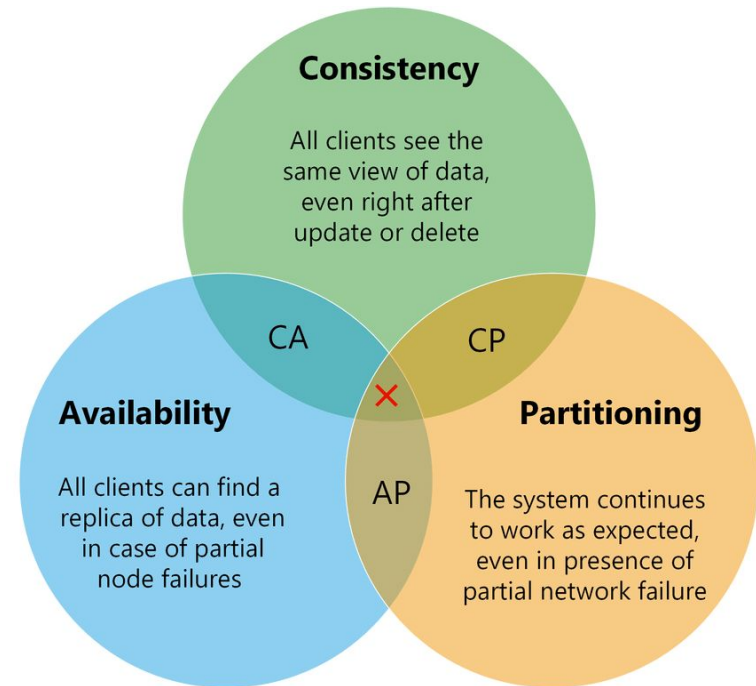 Consistency
All clients see the
same view of data,
even right after
update or delete
CA
CP
Availability
All clients can find a
replica of data, even
in case of partial
node failures
AP
Partitioning
The system continues
to work as expected,
even in presence of
partial network failure